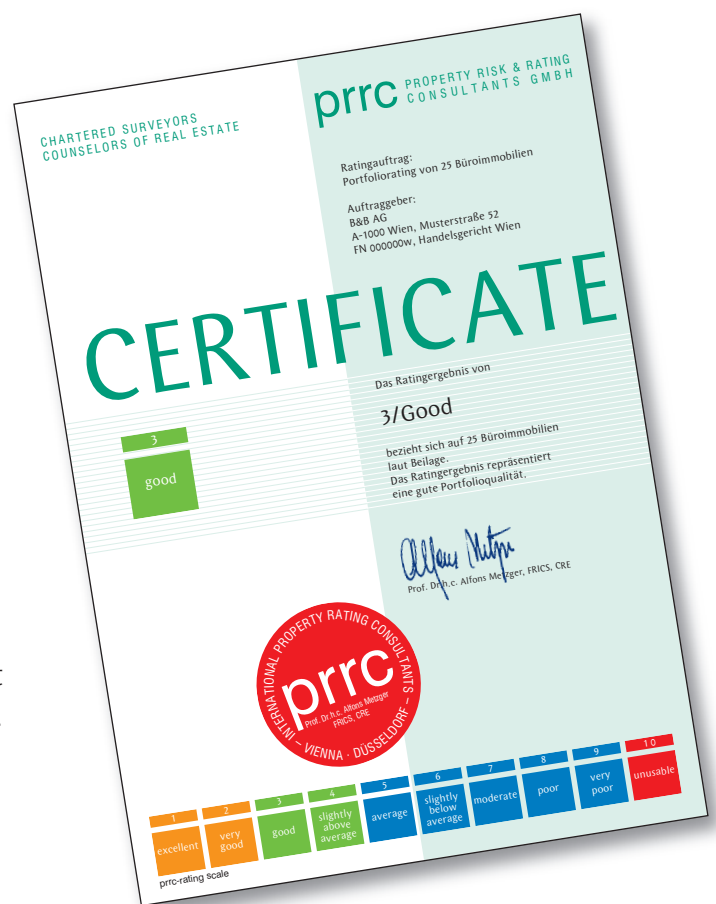 CHARTERED SURVEYORS
COUNSELORS OF REAL ESTATE
prrc PROPERTY RISK & RATING
CONSULTANTS GMBH
Ratingauftrag:
Portfoliorating von 25 Büroimmobilien
Auftraggeber:
B&B AG
A-1000 Wien, Musterstraße 52
FN 000000w, Handelsgericht Wien
CERTIFICATE
Das Ratingergebnis von
3/Good
3
good
bezieht sich auf 25 Büroimmobilien
laut Beilage.
Das Ratingergebnis repräsentiert
eine gute Portfolioqualität.
Prof. Dr.h.c. Alfons Metzger, FRICS, CRE
INTERNATIONAL PROPERTY RATING CONSULTANTS – VIENNA · DÜSSELDORF –
prrc
Prof. Dr.h.c. Alfons Metzger
FRICS, CRE
1 2 3 4 5 6 7 8 9 10
excellent
very
good
good
slightly
above
average
average
slightly
below
average
moderate
poor
very
poor
unusable
prrc-rating scale